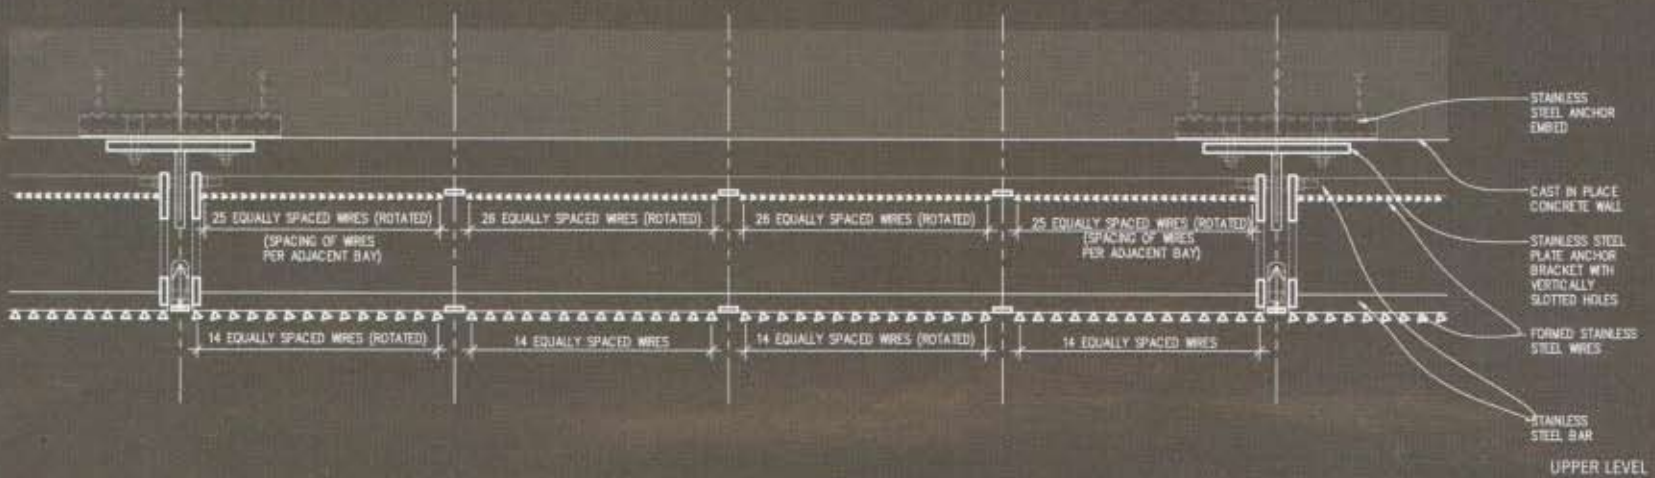 STAINLESS
STEEL ANCHOR
EMBED
CAST IN PLACE
CONCRETE WALL
25 EQUALLY SPACED WIRES (ROTATED)
26 EQUALLY SPACED WIRES (ROTATED)
26 EQUALLY SPACED WIRES (ROTATED)
25 EQUALLY SPACED WIRES (ROTATED)
(SPACING OF WIRES
PER ADJACENT BAY)
(SPACING OF WIRES
PER ADJACENT BAY)
STAINLESS STEEL
PLATE ANCHOR
BRACKET WITH
VERTICALLY
SLOTTED HOLES
14 EQUALLY SPACED WIRES (ROTATED)
14 EQUALLY SPACED WIRES
14 EQUALLY SPACED WIRES (ROTATED)
14 EQUALLY SPACED WIRES
FORMED STAINLESS
STEEL WIRES
STAINLESS
STEEL BAR
UPPER LEVEL